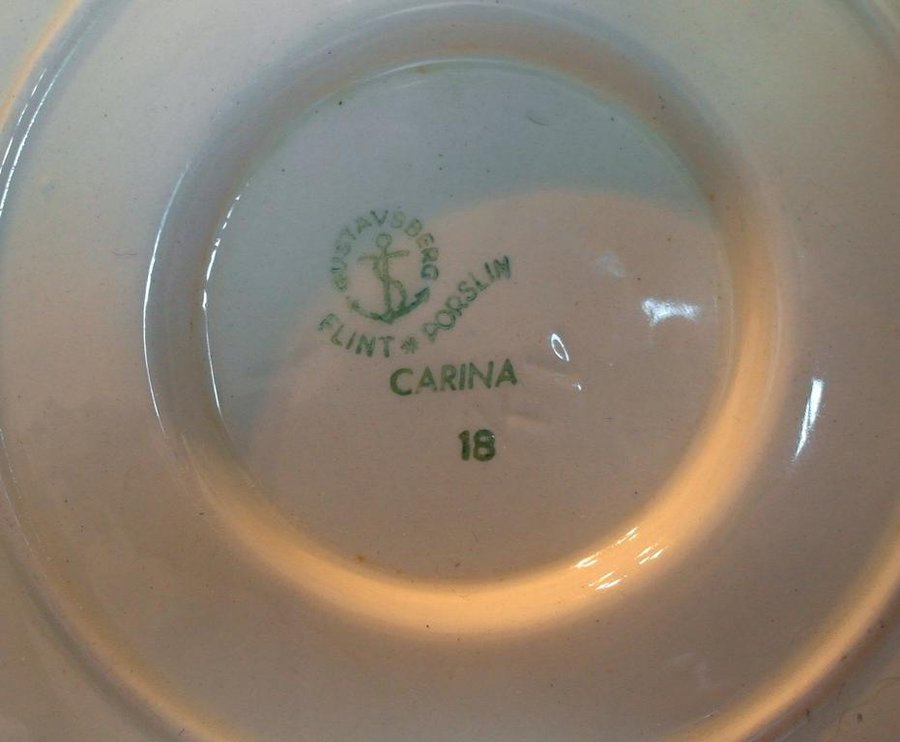 GUSTAVSBERG
FLINT * PORSLIN
CARINA
18